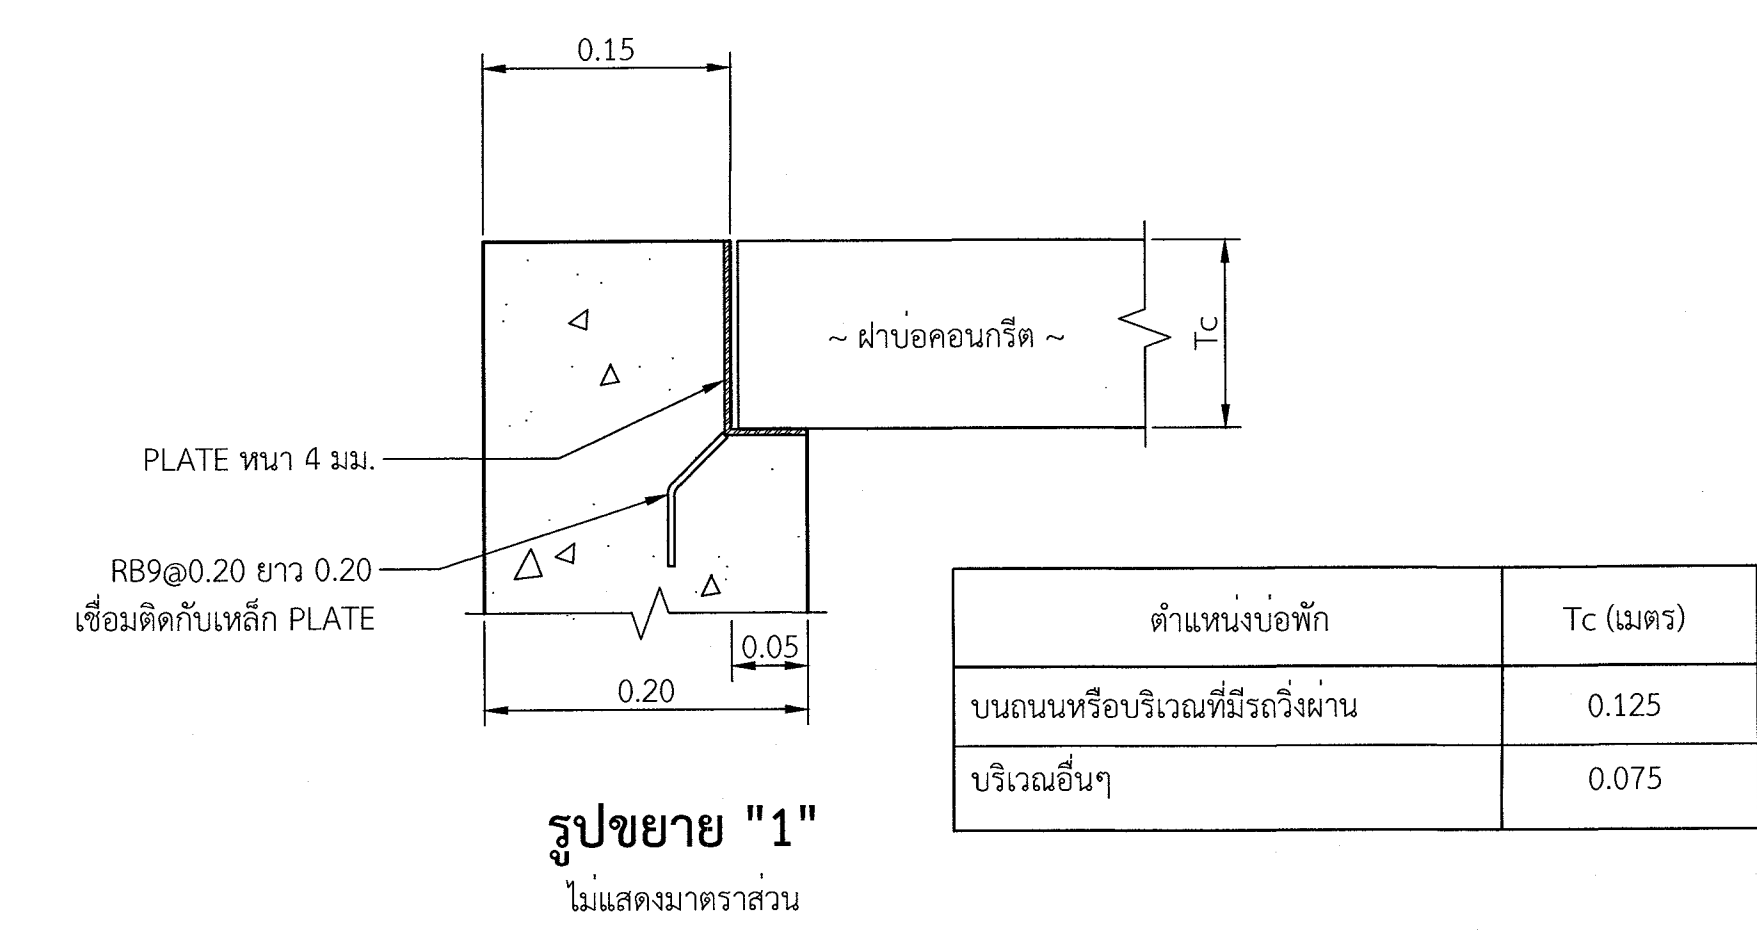 0.15
~ ฝาบ่อคอนกรีต ~
Tc
PLATE หนา 4 มม.
RB9@0.20 ยาว 0.20
เชื่อมติดกับเหล็ก PLATE
0.05
0.20
ตำแหน่งบ่อพัก Tc (เมตร)
บนถนนหรือบริเวณที่มีรถวิ่งผ่าน 0.125
บริเวณอื่นๆ 0.075
รูปขยาย "1"
ไม่แสดงมาตราส่วน